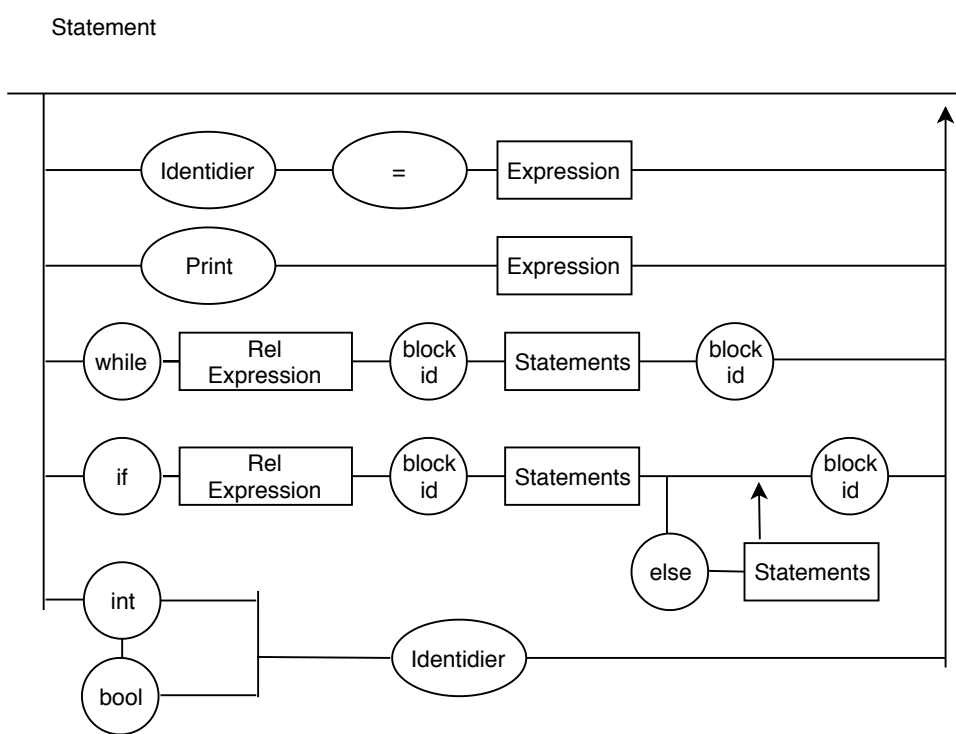 Statement
Identidier
=
Expression
Print
Expression
while
Rel
Expression
block
id
Statements
block
id
if
Rel
Expression
block
id
Statements
block
id
else
Statements
int
Identidier
bool